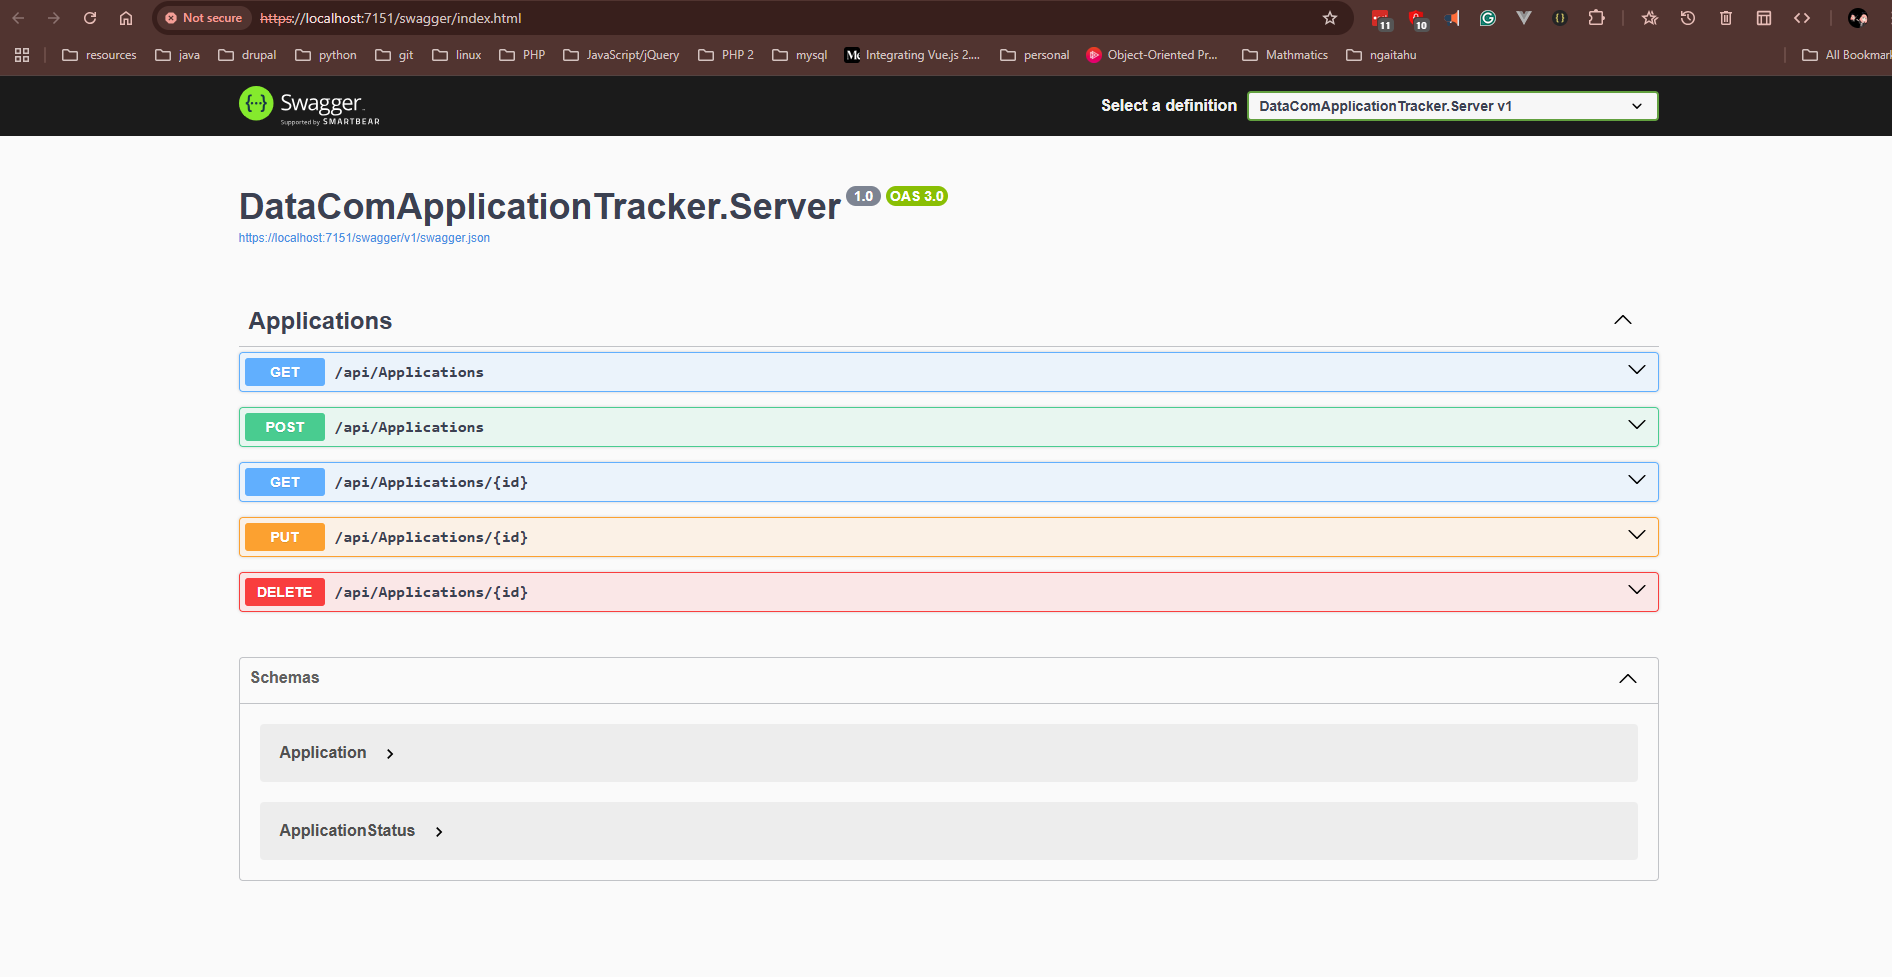 Not secure https://localhost:7151/swagger/index.html 11 10
resources java drupal python git linux PHP JavaScript/jQuery PHP 2 mysql Integrating Vue.js 2.... personal Object-Oriented Pr... Mathmatics ngaitahu All Bookmar
Swagger
Supported by SMARTBEAR
Select a definition DataComApplicationTracker.Server v1
DataComApplicationTracker.Server 1.0 OAS 3.0
https://localhost:7151/swagger/v1/swagger.json
Applications
GET /api/Applications
POST /api/Applications
GET /api/Applications/{id}
PUT /api/Applications/{id}
DELETE /api/Applications/{id}
Schemas
Application
ApplicationStatus